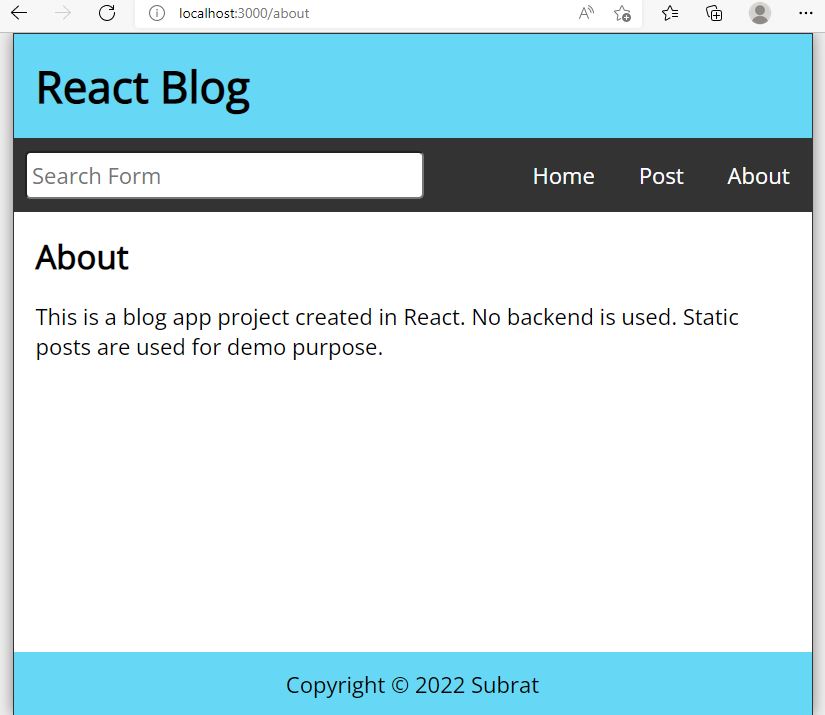 localhost:3000/about
React Blog
Search Form
Home Post About
About
This is a blog app project created in React. No backend is used. Static
posts are used for demo purpose.
Copyright © 2022 Subrat